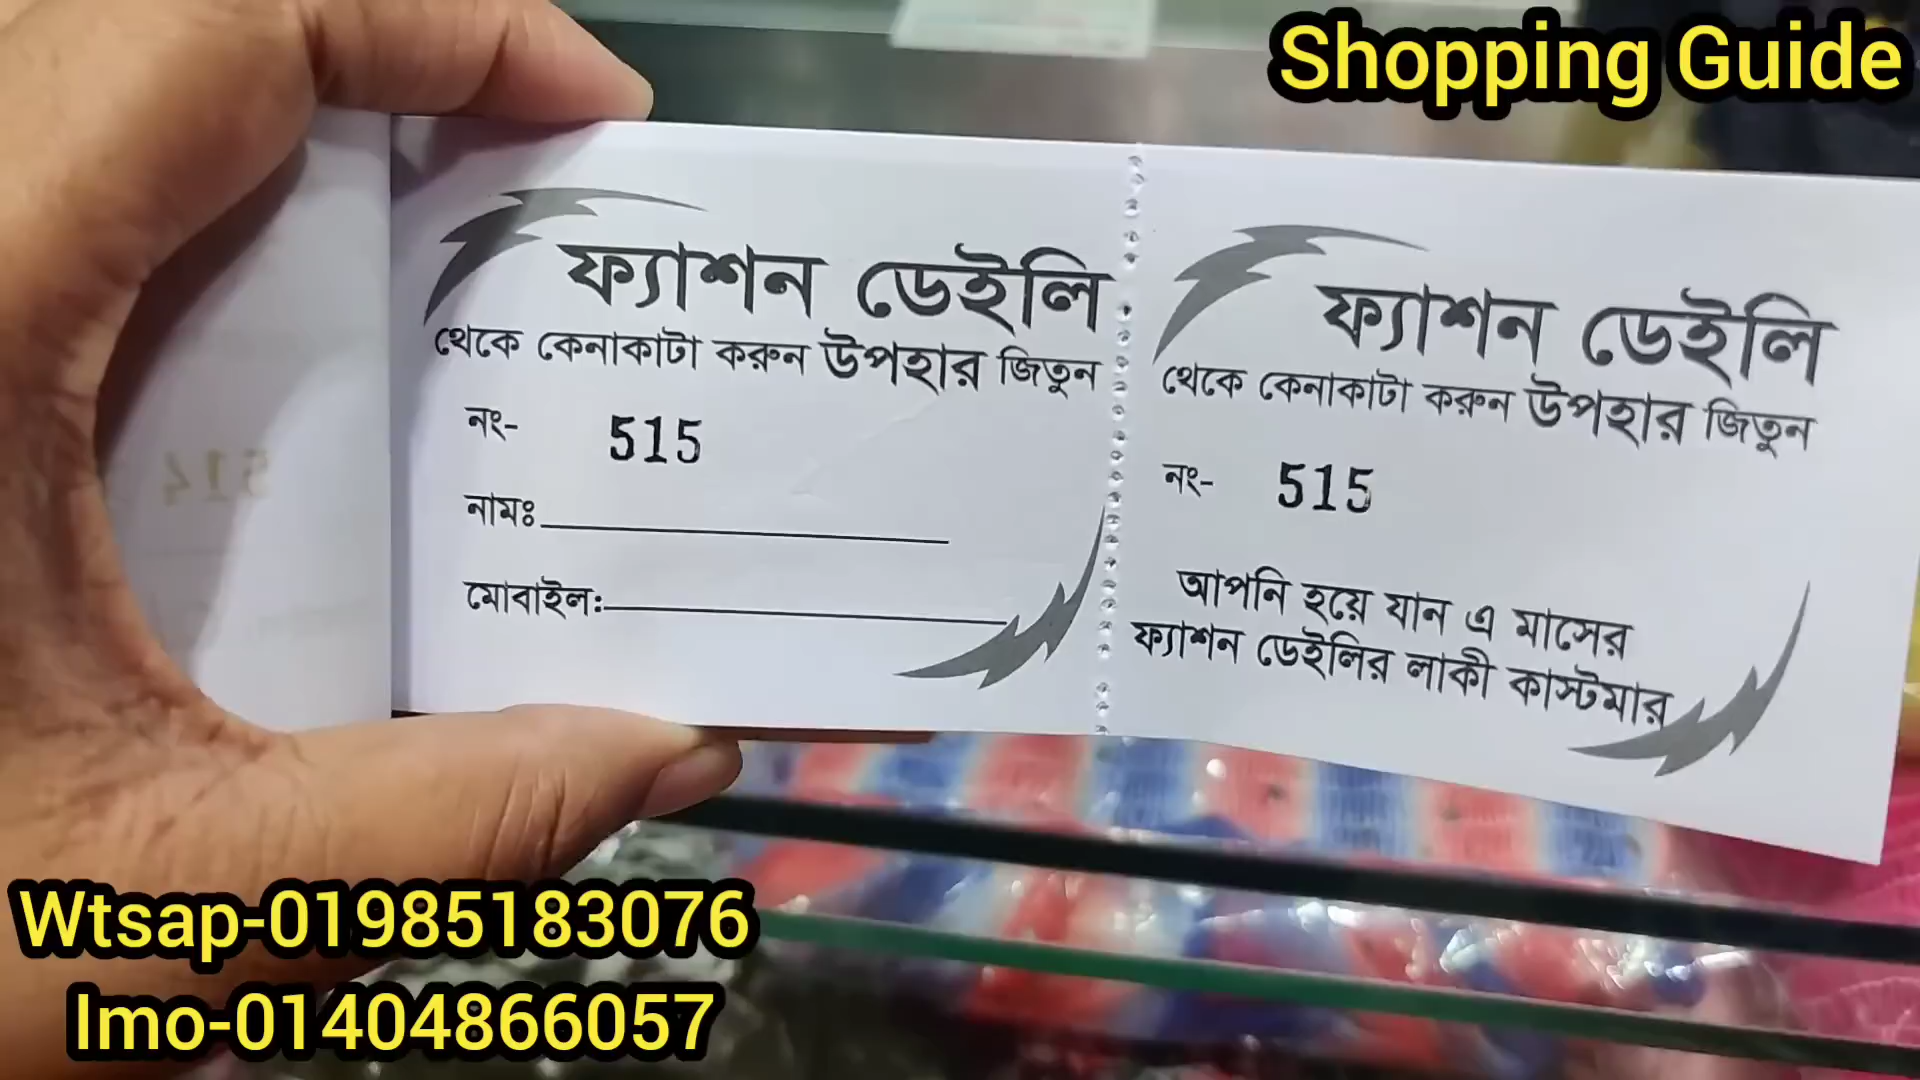 Shopping Guide
ফ্যাশন ডেইলি
থেকে কেনাকাটা করুন উপহার জিতুন
নং- 515
নামঃ
মোবাইল:
ফ্যাশন ডেইলি
থেকে কেনাকাটা করুন উপহার জিতুন
নং- 515
আপনি হয়ে যান এ মাসের
ফ্যাশন ডেইলির লাকী কাস্টমার
514
Wtsap-01985183076
Imo-01404866057